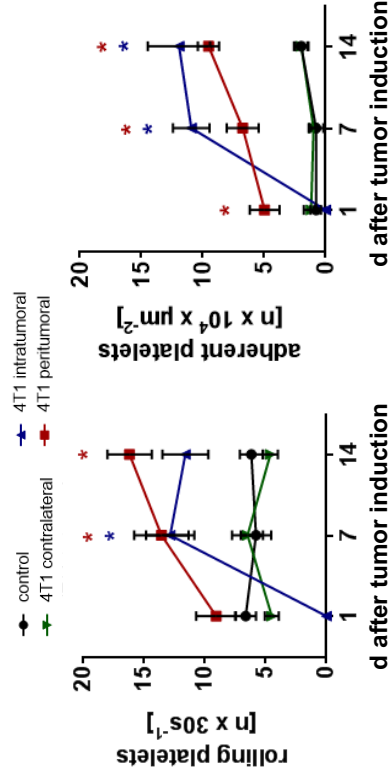 control
4T1 contralateral
4T1 intratumoral
4T1 peritumoral
rolling platelets
[n x 30s⁻¹]
20
15
10
5
0
*
* *
1 7 14
d after tumor induction
adherent platelets
[n x 10⁴ x µm⁻²]
20
15
10
5
0
* *
* *
*
1 7 14
d after tumor induction